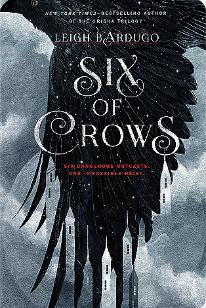 NEW YORK TIMES-BESTSELLING AUTHOR
OF THE GRISHA TRILOGY
LEIGH BARDUGO
SIX
OF
CROWS
SIX DANGEROUS OUTCASTS.
ONE IMPOSSIBLE HEIST.